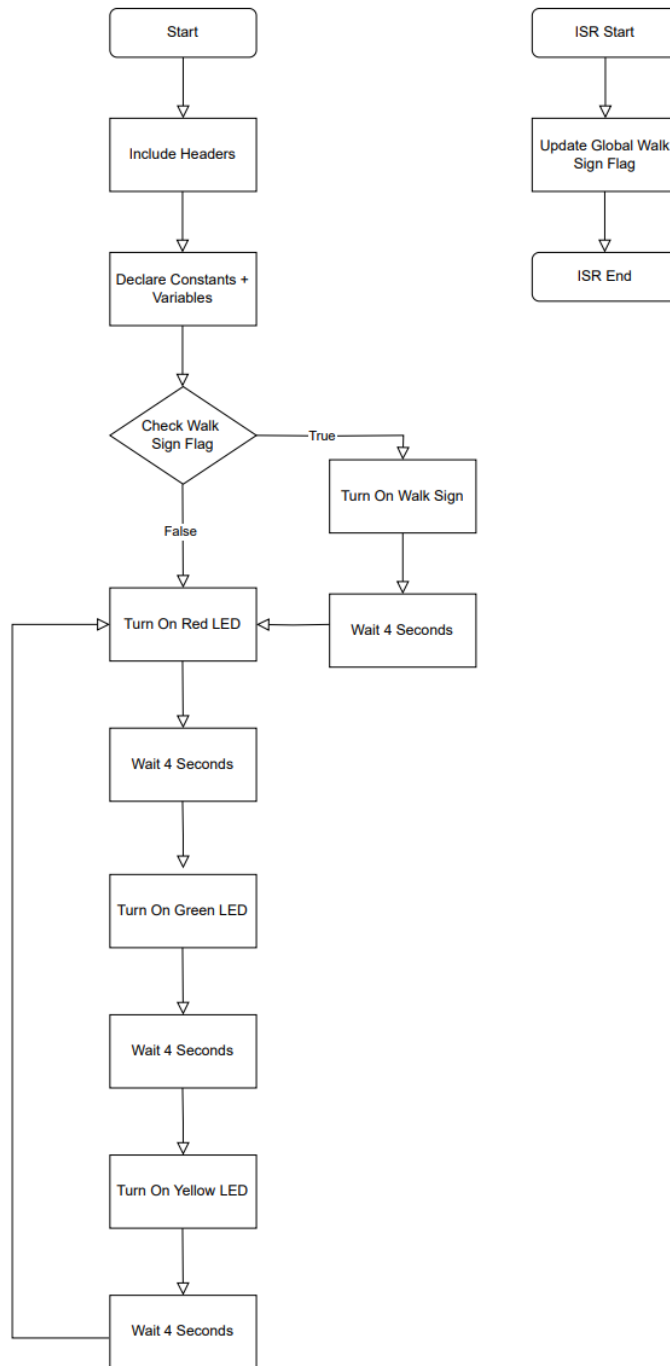 Start
Include Headers
Declare Constants +
Variables
Check Walk
Sign Flag
True
Turn On Walk Sign
False
Wait 4 Seconds
Turn On Red LED
Wait 4 Seconds
Turn On Green LED
Wait 4 Seconds
Turn On Yellow LED
Wait 4 Seconds
ISR Start
Update Global Walk
Sign Flag
ISR End